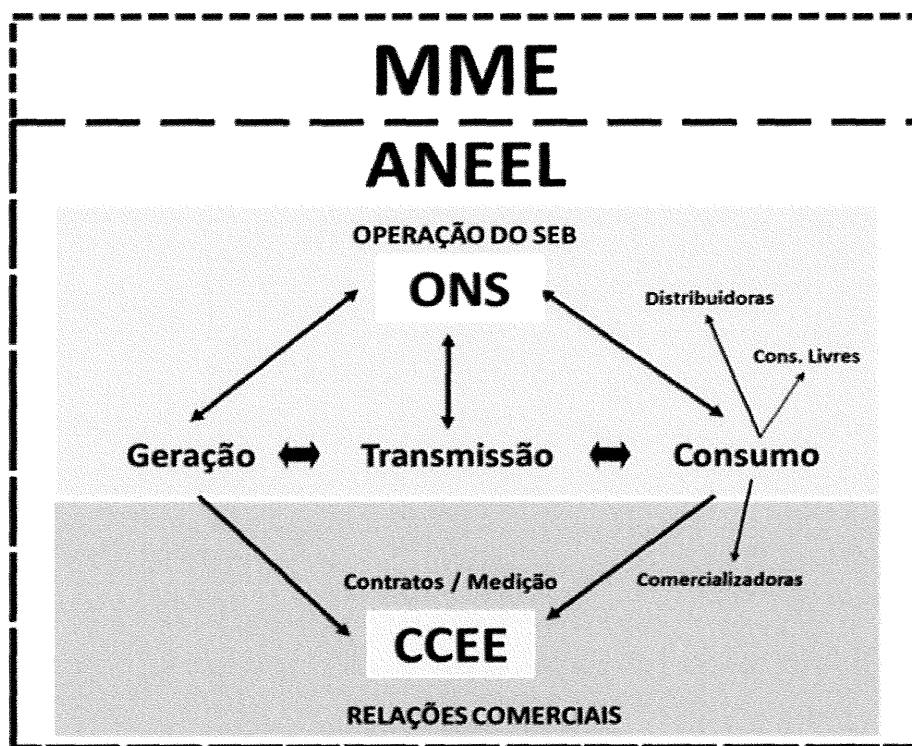 MME
ANEEL
OPERAÇÃO DO SEB
ONS
Distribuidoras
Cons. Livres
Geração
Transmissão
Consumo
Contratos / Medição
Comercializadoras
CCEE
RELAÇÕES COMERCIAIS